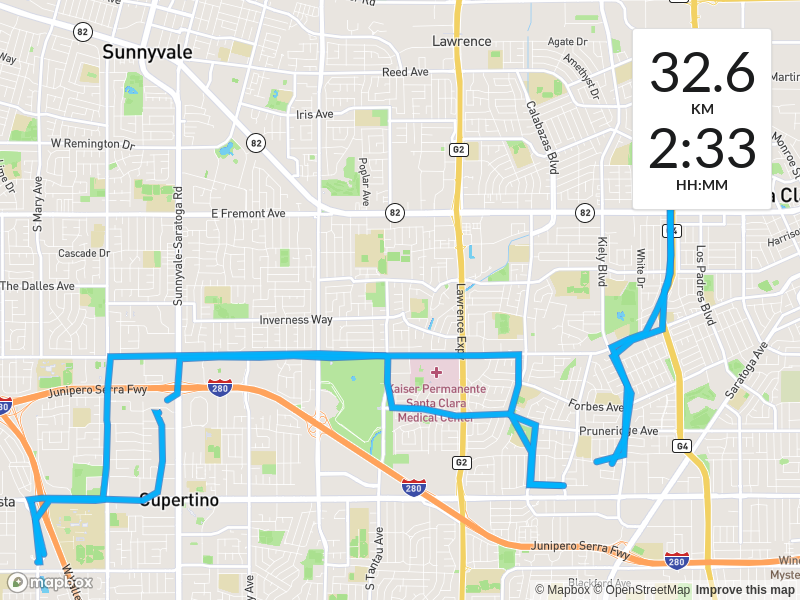 82
Sunnyvale
Lawrence
Agate Dr
Reed Ave
Amethyst Dr
Martin
32.6
KM
2:33
HH:MM
Iris Ave
Calabazas Blvd
W Remington Dr
82
G2
Monroe St
Poplar Ave
S Mary Ave
Sunnyvale-Saratoga Rd
E Fremont Ave
82
82
a Cla
G4
Harrison
Kiely Blvd
White Dr
Los Padres Blvd
Cascade Dr
The Dalles Ave
Lawrence Exp
Inverness Way
Saratoga Ave
Junipero Serra Fwy
280
280
Kaiser Permanente
Santa Clara
Medical Center
Forbes Ave
Pruneridge Ave
G4
G2
280
sta
Cupertino
S Tantau Ave
Junipero Serra Fwy
280
Wine
Myste
Blackford Ave
mapbox
© Mapbox © OpenStreetMap Improve this map